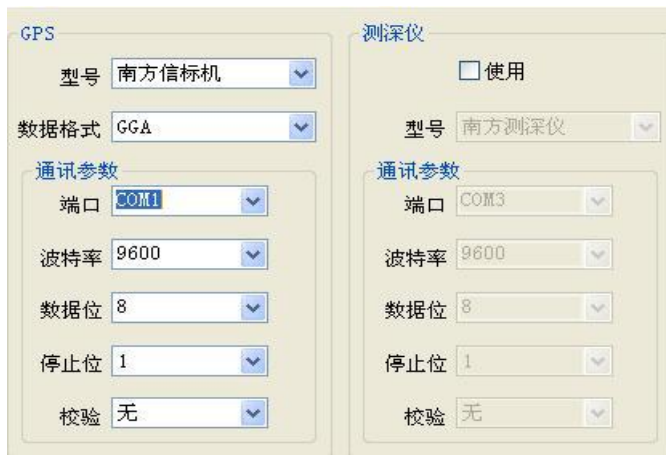 GPS
型号 南方信标机
数据格式 GGA
通讯参数
端口 COM1
波特率 9600
数据位 8
停止位 1
校验 无
测深仪
使用
型号 南方测深仪
通讯参数
端口 COM3
波特率 9600
数据位 8
停止位 1
校验 无